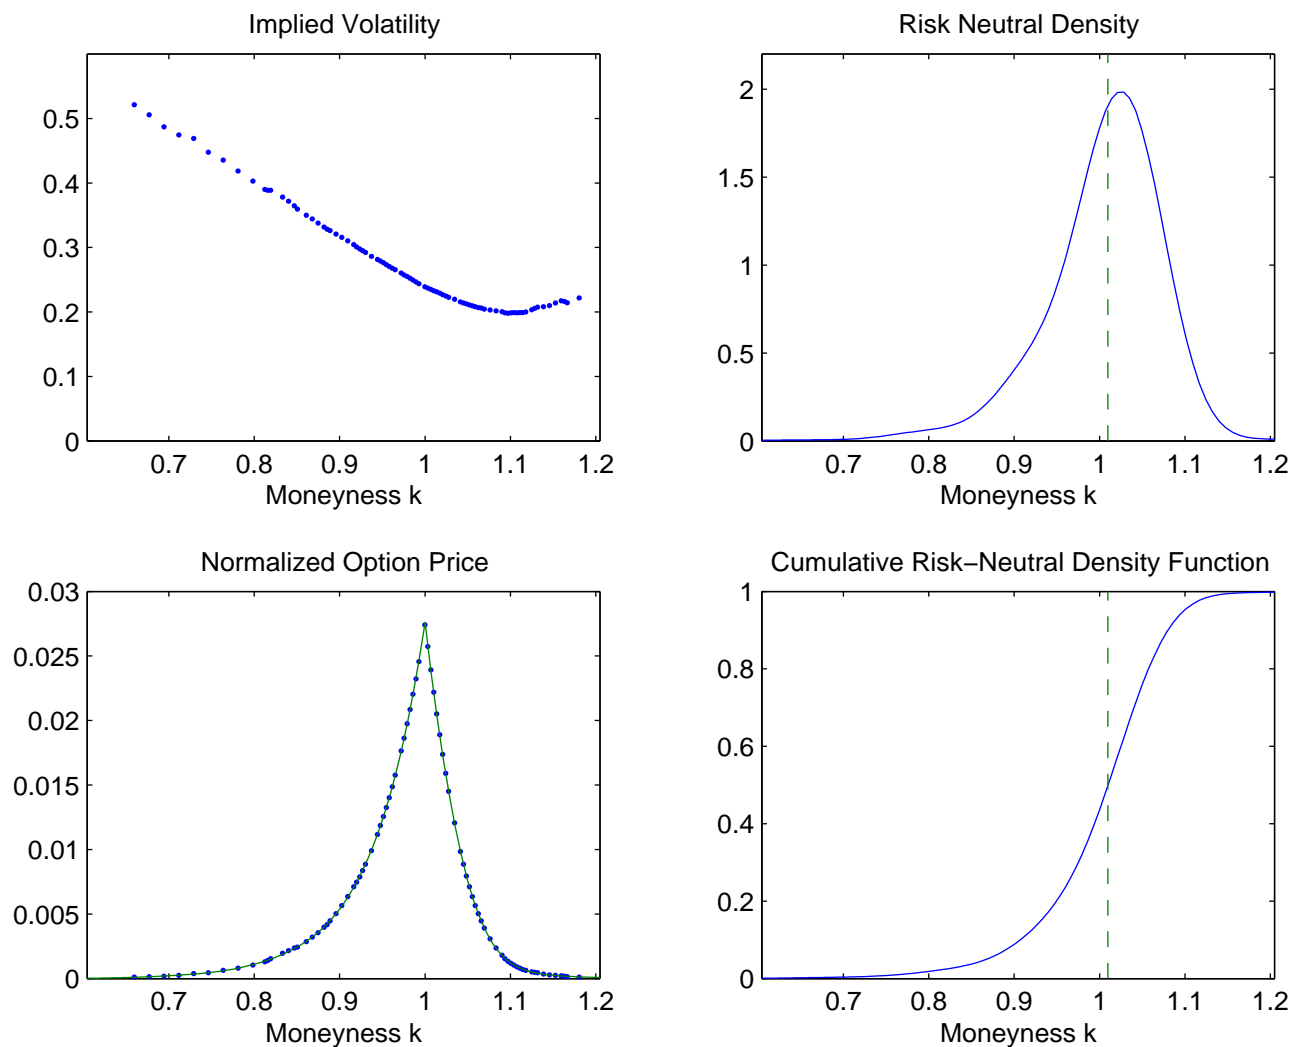 Implied Volatility
0.5
0.4
0.3
0.2
0.1
0
0.7 0.8 0.9 1 1.1 1.2
Moneyness k
Risk Neutral Density
2
1.5
1
0.5
0
0.7 0.8 0.9 1 1.1 1.2
Moneyness k
Normalized Option Price
0.03
0.025
0.02
0.015
0.01
0.005
0
0.7 0.8 0.9 1 1.1 1.2
Moneyness k
Cumulative Risk−Neutral Density Function
1
0.8
0.6
0.4
0.2
0
0.7 0.8 0.9 1 1.1 1.2
Moneyness k